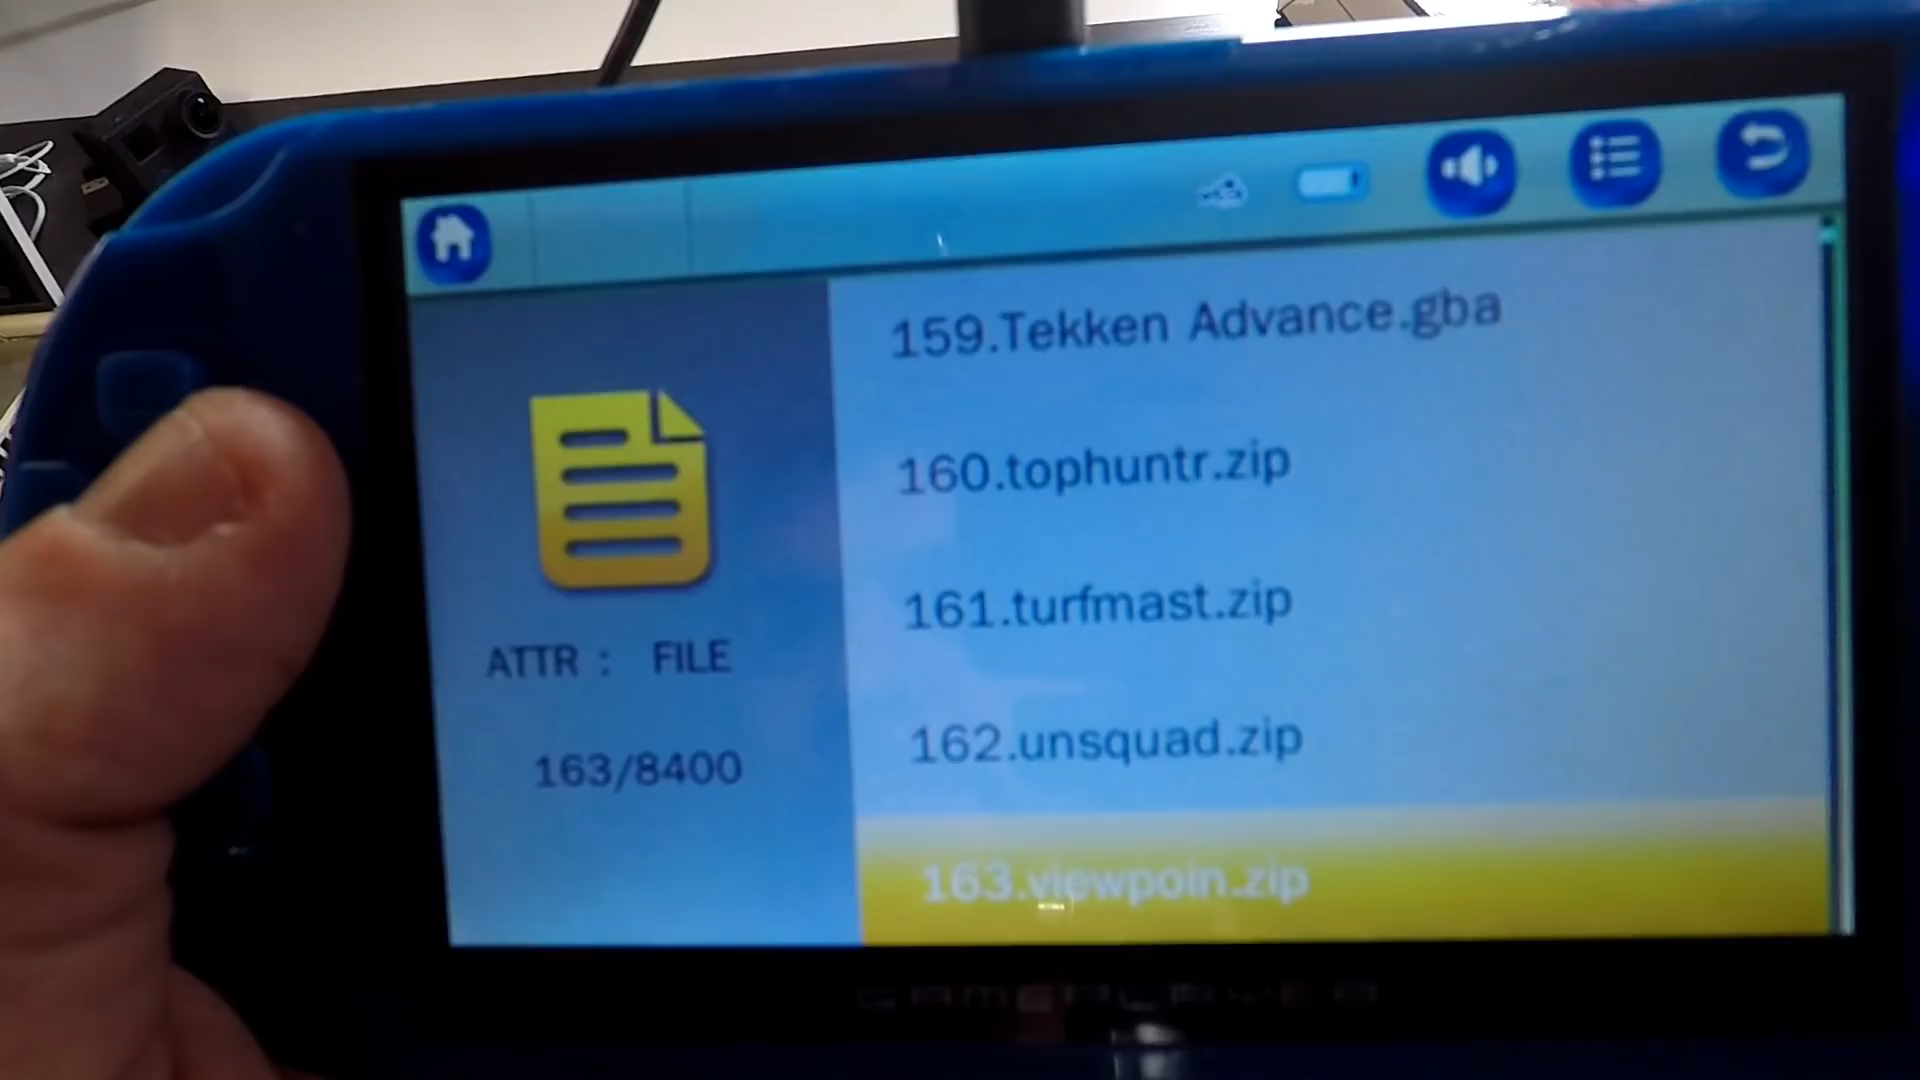 159.Tekken Advance.gba
160.tophuntr.zip
161.turfmast.zip
162.unsquad.zip
163.viewpoin.zip
ATTR : FILE
163/8400
GAMEPLAYER